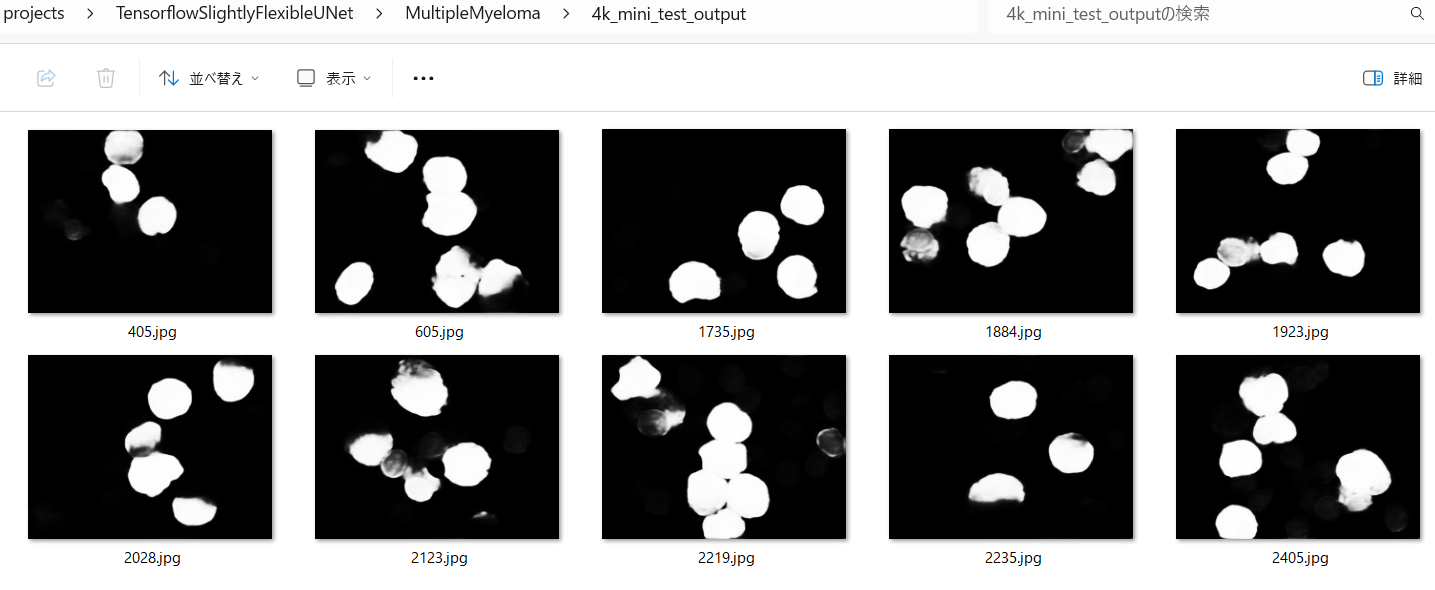 projects > TensorflowSlightlyFlexibleUNet > MultipleMyeloma > 4k_mini_test_output 4k_mini_test_outputの検索
並べ替え 表示 ... 詳細
405.jpg 605.jpg 1735.jpg 1884.jpg 1923.jpg
2028.jpg 2123.jpg 2219.jpg 2235.jpg 2405.jpg